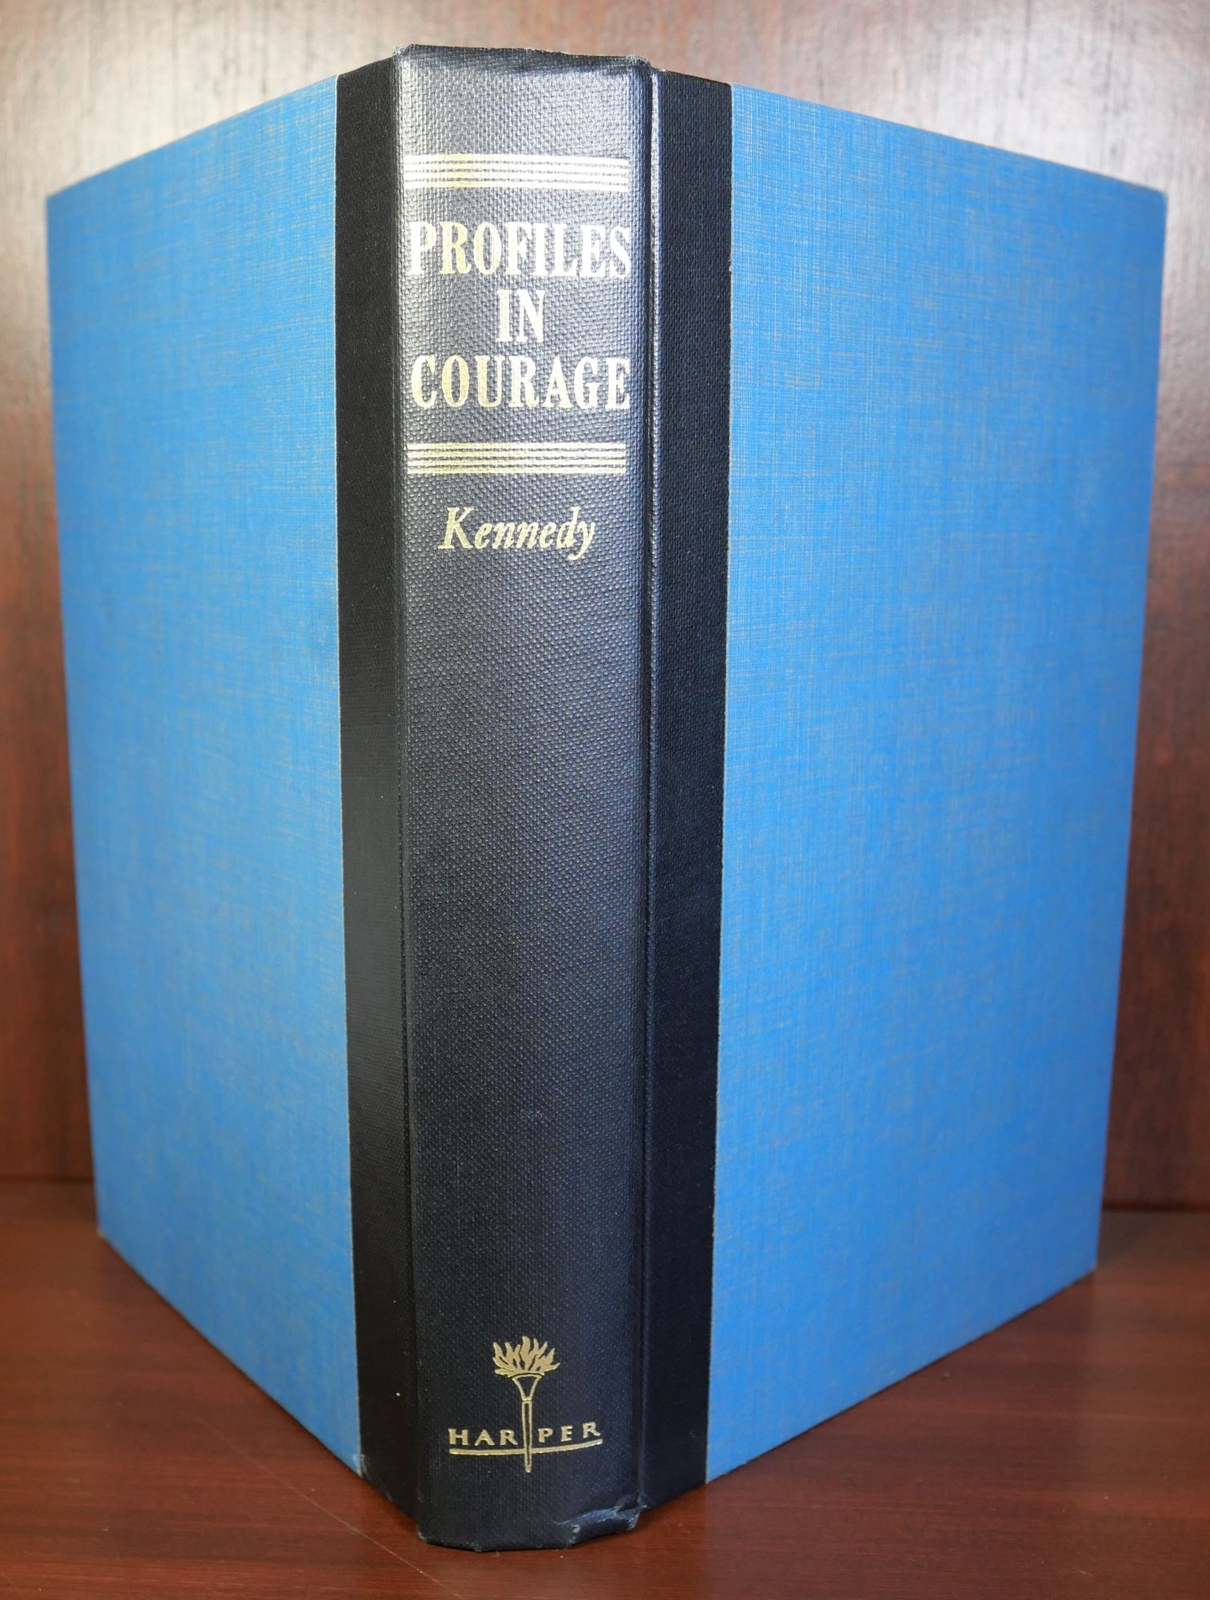 PROFILES
IN
COURAGE
Kennedy
HARPER